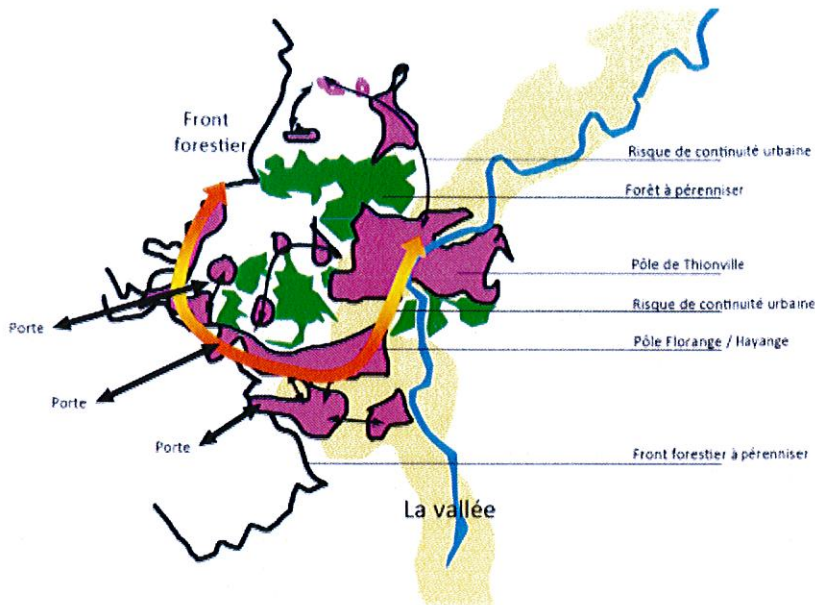 Front
forestier
Risque de continuité urbaine
Forêt à pérenniser
Pôle de Thionville
Risque de continuité urbaine
Porte
Pôle Florange / Hayange
Porte
Porte
Front forestier à pérenniser
La vallée